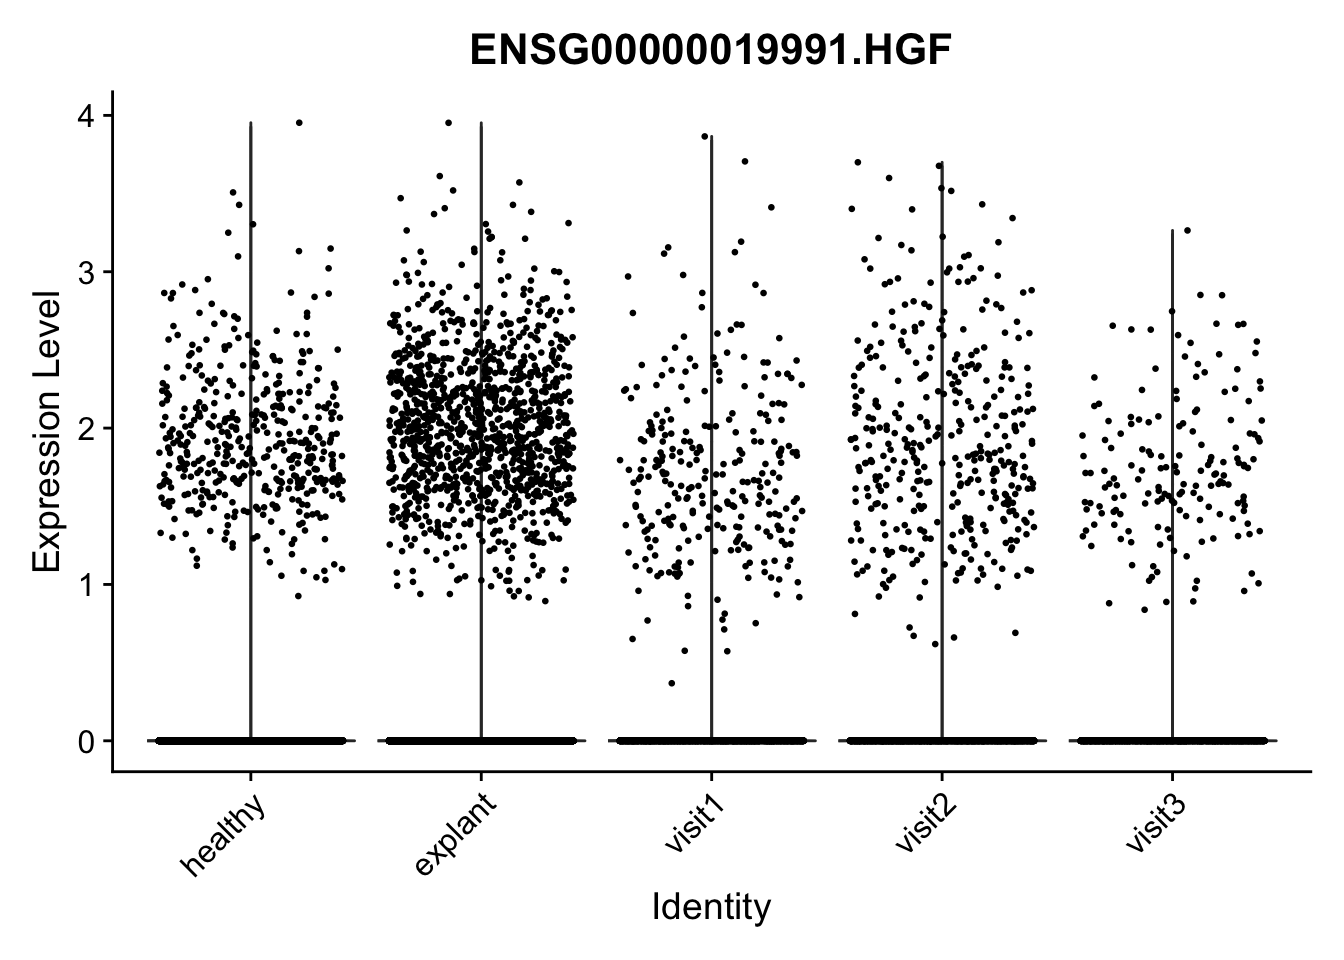 ENSG00000019991.HGF
Expression Level
4
3
2
1
0
healthy
explant
visit1
visit2
visit3
Identity